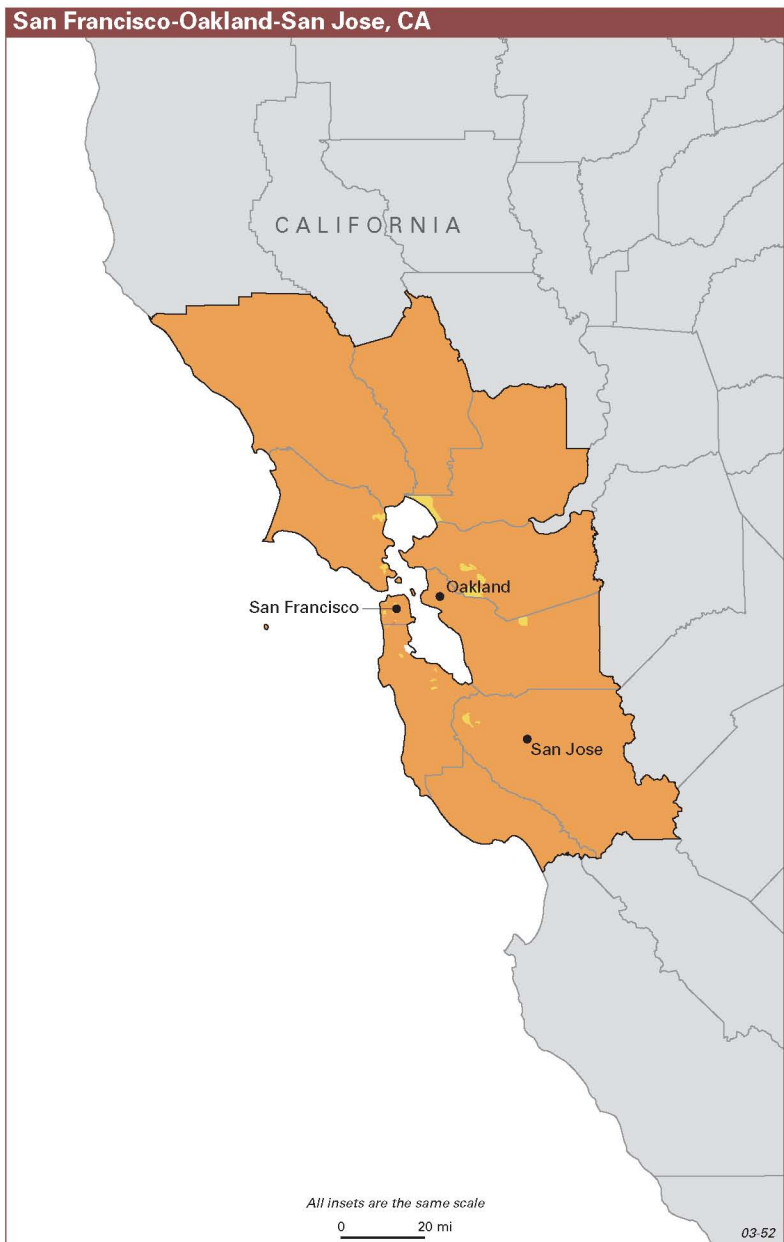 San Francisco-Oakland-San Jose, CA
CALIFORNIA
Oakland
San Francisco
San Jose
All insets are the same scale
0 20 mi
03-52